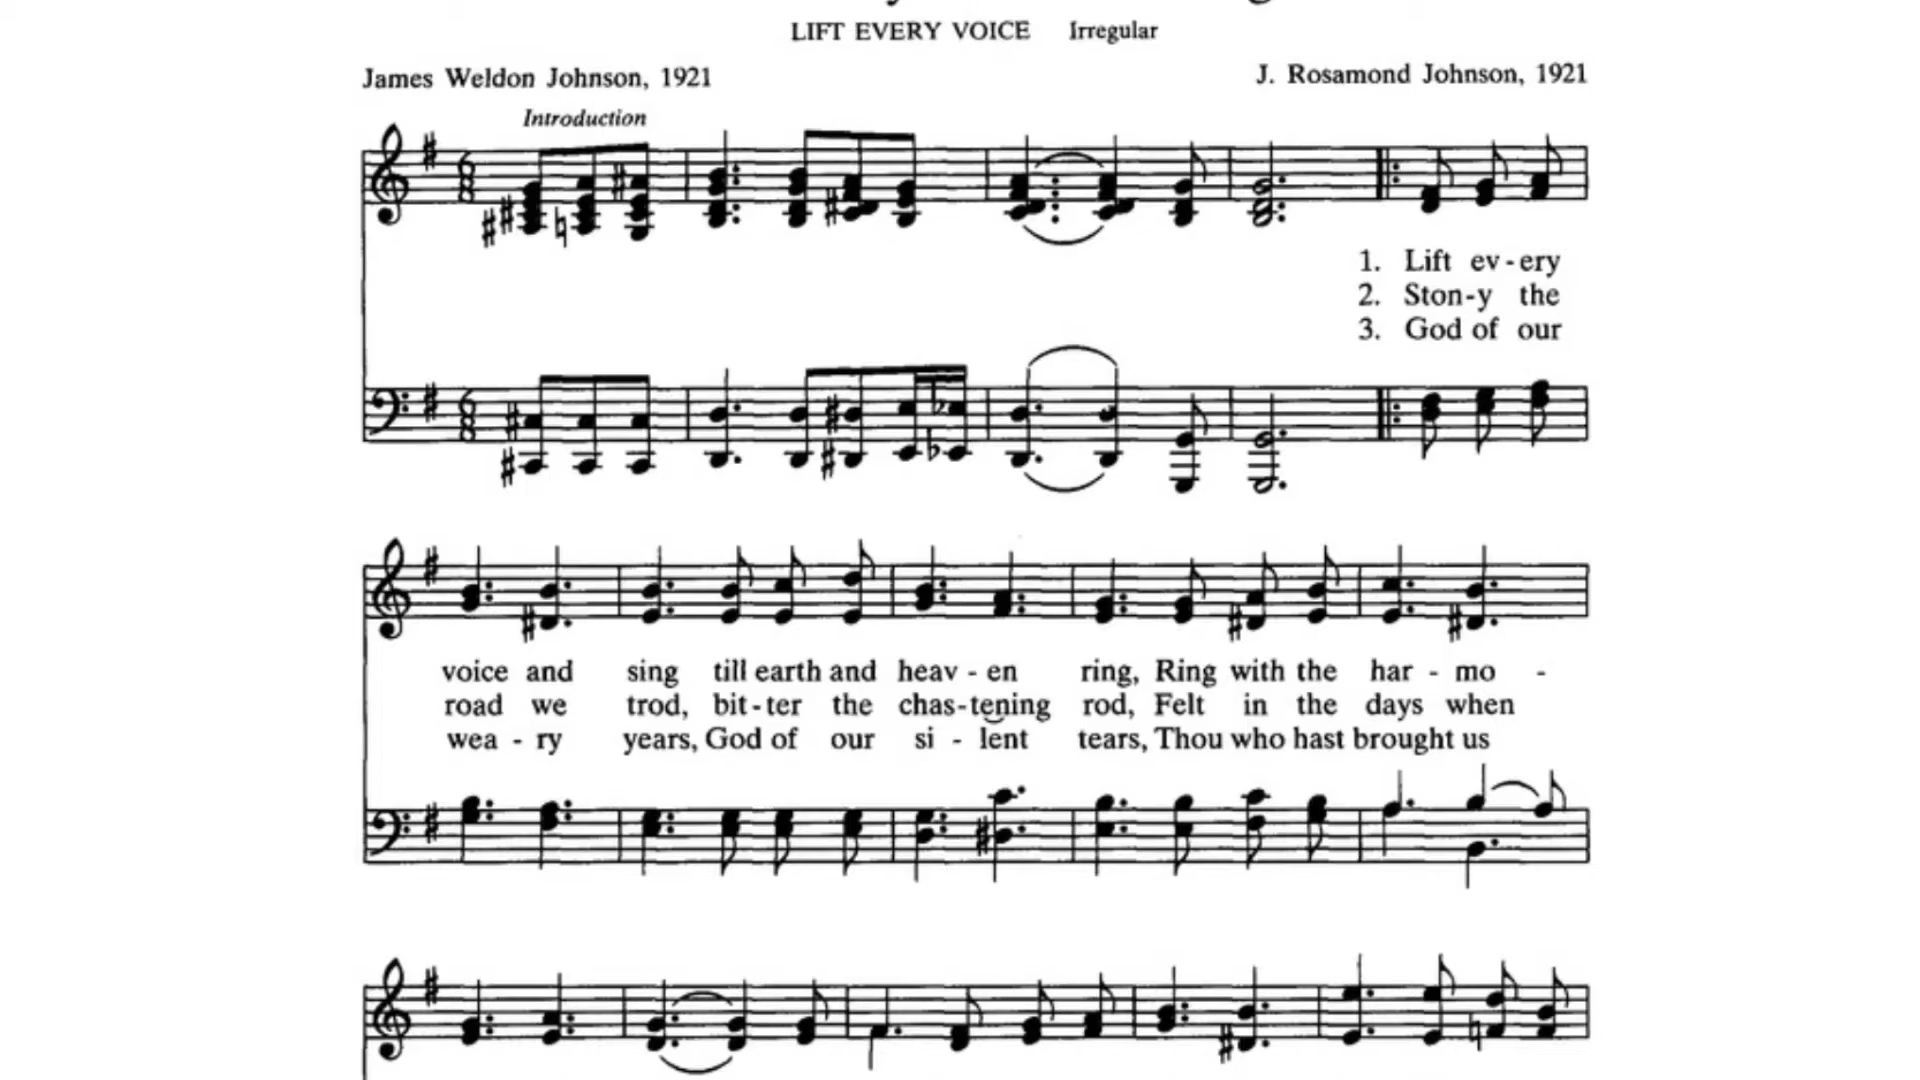 LIFT EVERY VOICE Irregular
James Weldon Johnson, 1921
J. Rosamond Johnson, 1921
Introduction
1. Lift ev - ery
2. Ston - y the
3. God of our
voice and sing till earth and heav - en ring, Ring with the har - mo -
road we trod, bit - ter the chas - tening rod, Felt in the days when
wea - ry years, God of our si - lent tears, Thou who hast brought us